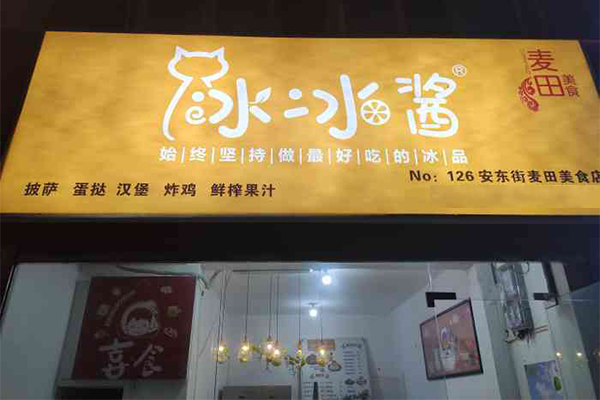 冰冰酱®
始|终|坚|持|做|最|好|吃|的|冰|品
麦田
美食
披萨 蛋挞 汉堡 炸鸡 鲜榨果汁
No: 126 安东街麦田美食店
喜食